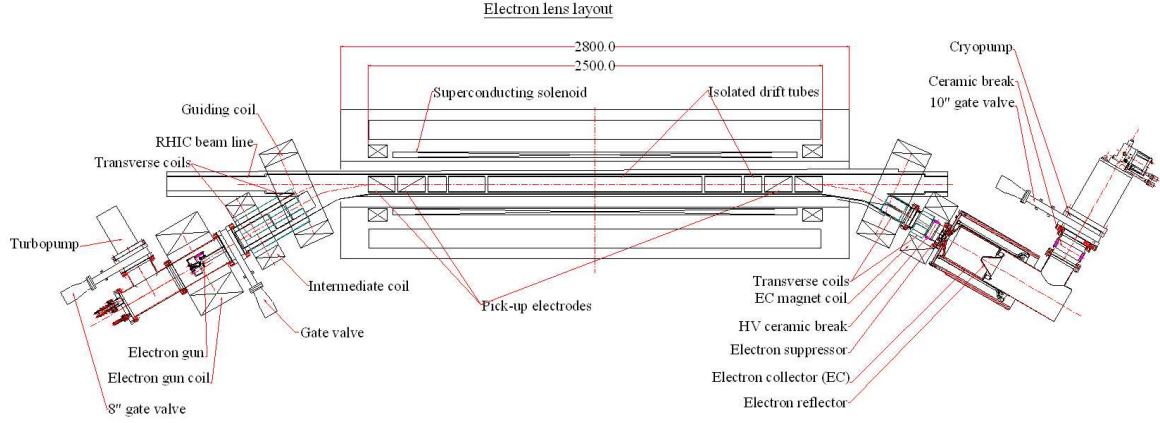 Electron lens layout
2800.0
2500.0
Cryopump
Ceramic break
10" gate valve
Superconducting solenoid
Isolated drift tubes
Guiding coil
RHIC beam line
Transverse coils
Turbopump
Intermediate coil
Pick-up electrodes
Transverse coils
EC magnet coil
Gate valve
HV ceramic break
Electron gun
Electron suppressor
Electron gun coil
Electron collector (EC)
8" gate valve
Electron reflector